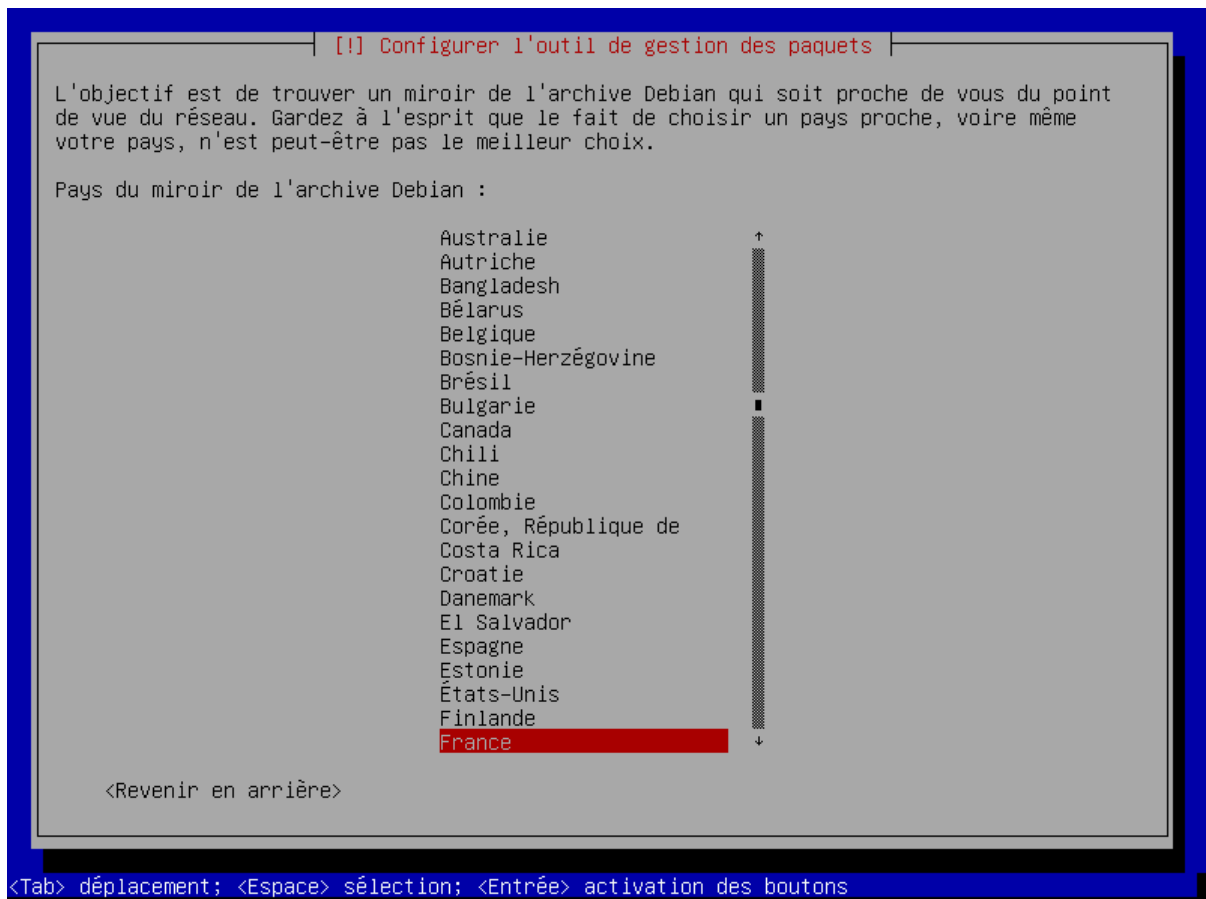 [!] Configurer l'outil de gestion des paquets
L'objectif est de trouver un miroir de l'archive Debian qui soit proche de vous du point
de vue du réseau. Gardez à l'esprit que le fait de choisir un pays proche, voire même
votre pays, n'est peut-être pas le meilleur choix.
Pays du miroir de l'archive Debian :
Australie
Autriche
Bangladesh
Bélarus
Belgique
Bosnie-Herzégovine
Brésil
Bulgarie
Canada
Chili
Chine
Colombie
Corée, République de
Costa Rica
Croatie
Danemark
El Salvador
Espagne
Estonie
États-Unis
Finlande
France
<Revenir en arrière>
<Tab> déplacement; <Espace> sélection; <Entrée> activation des boutons